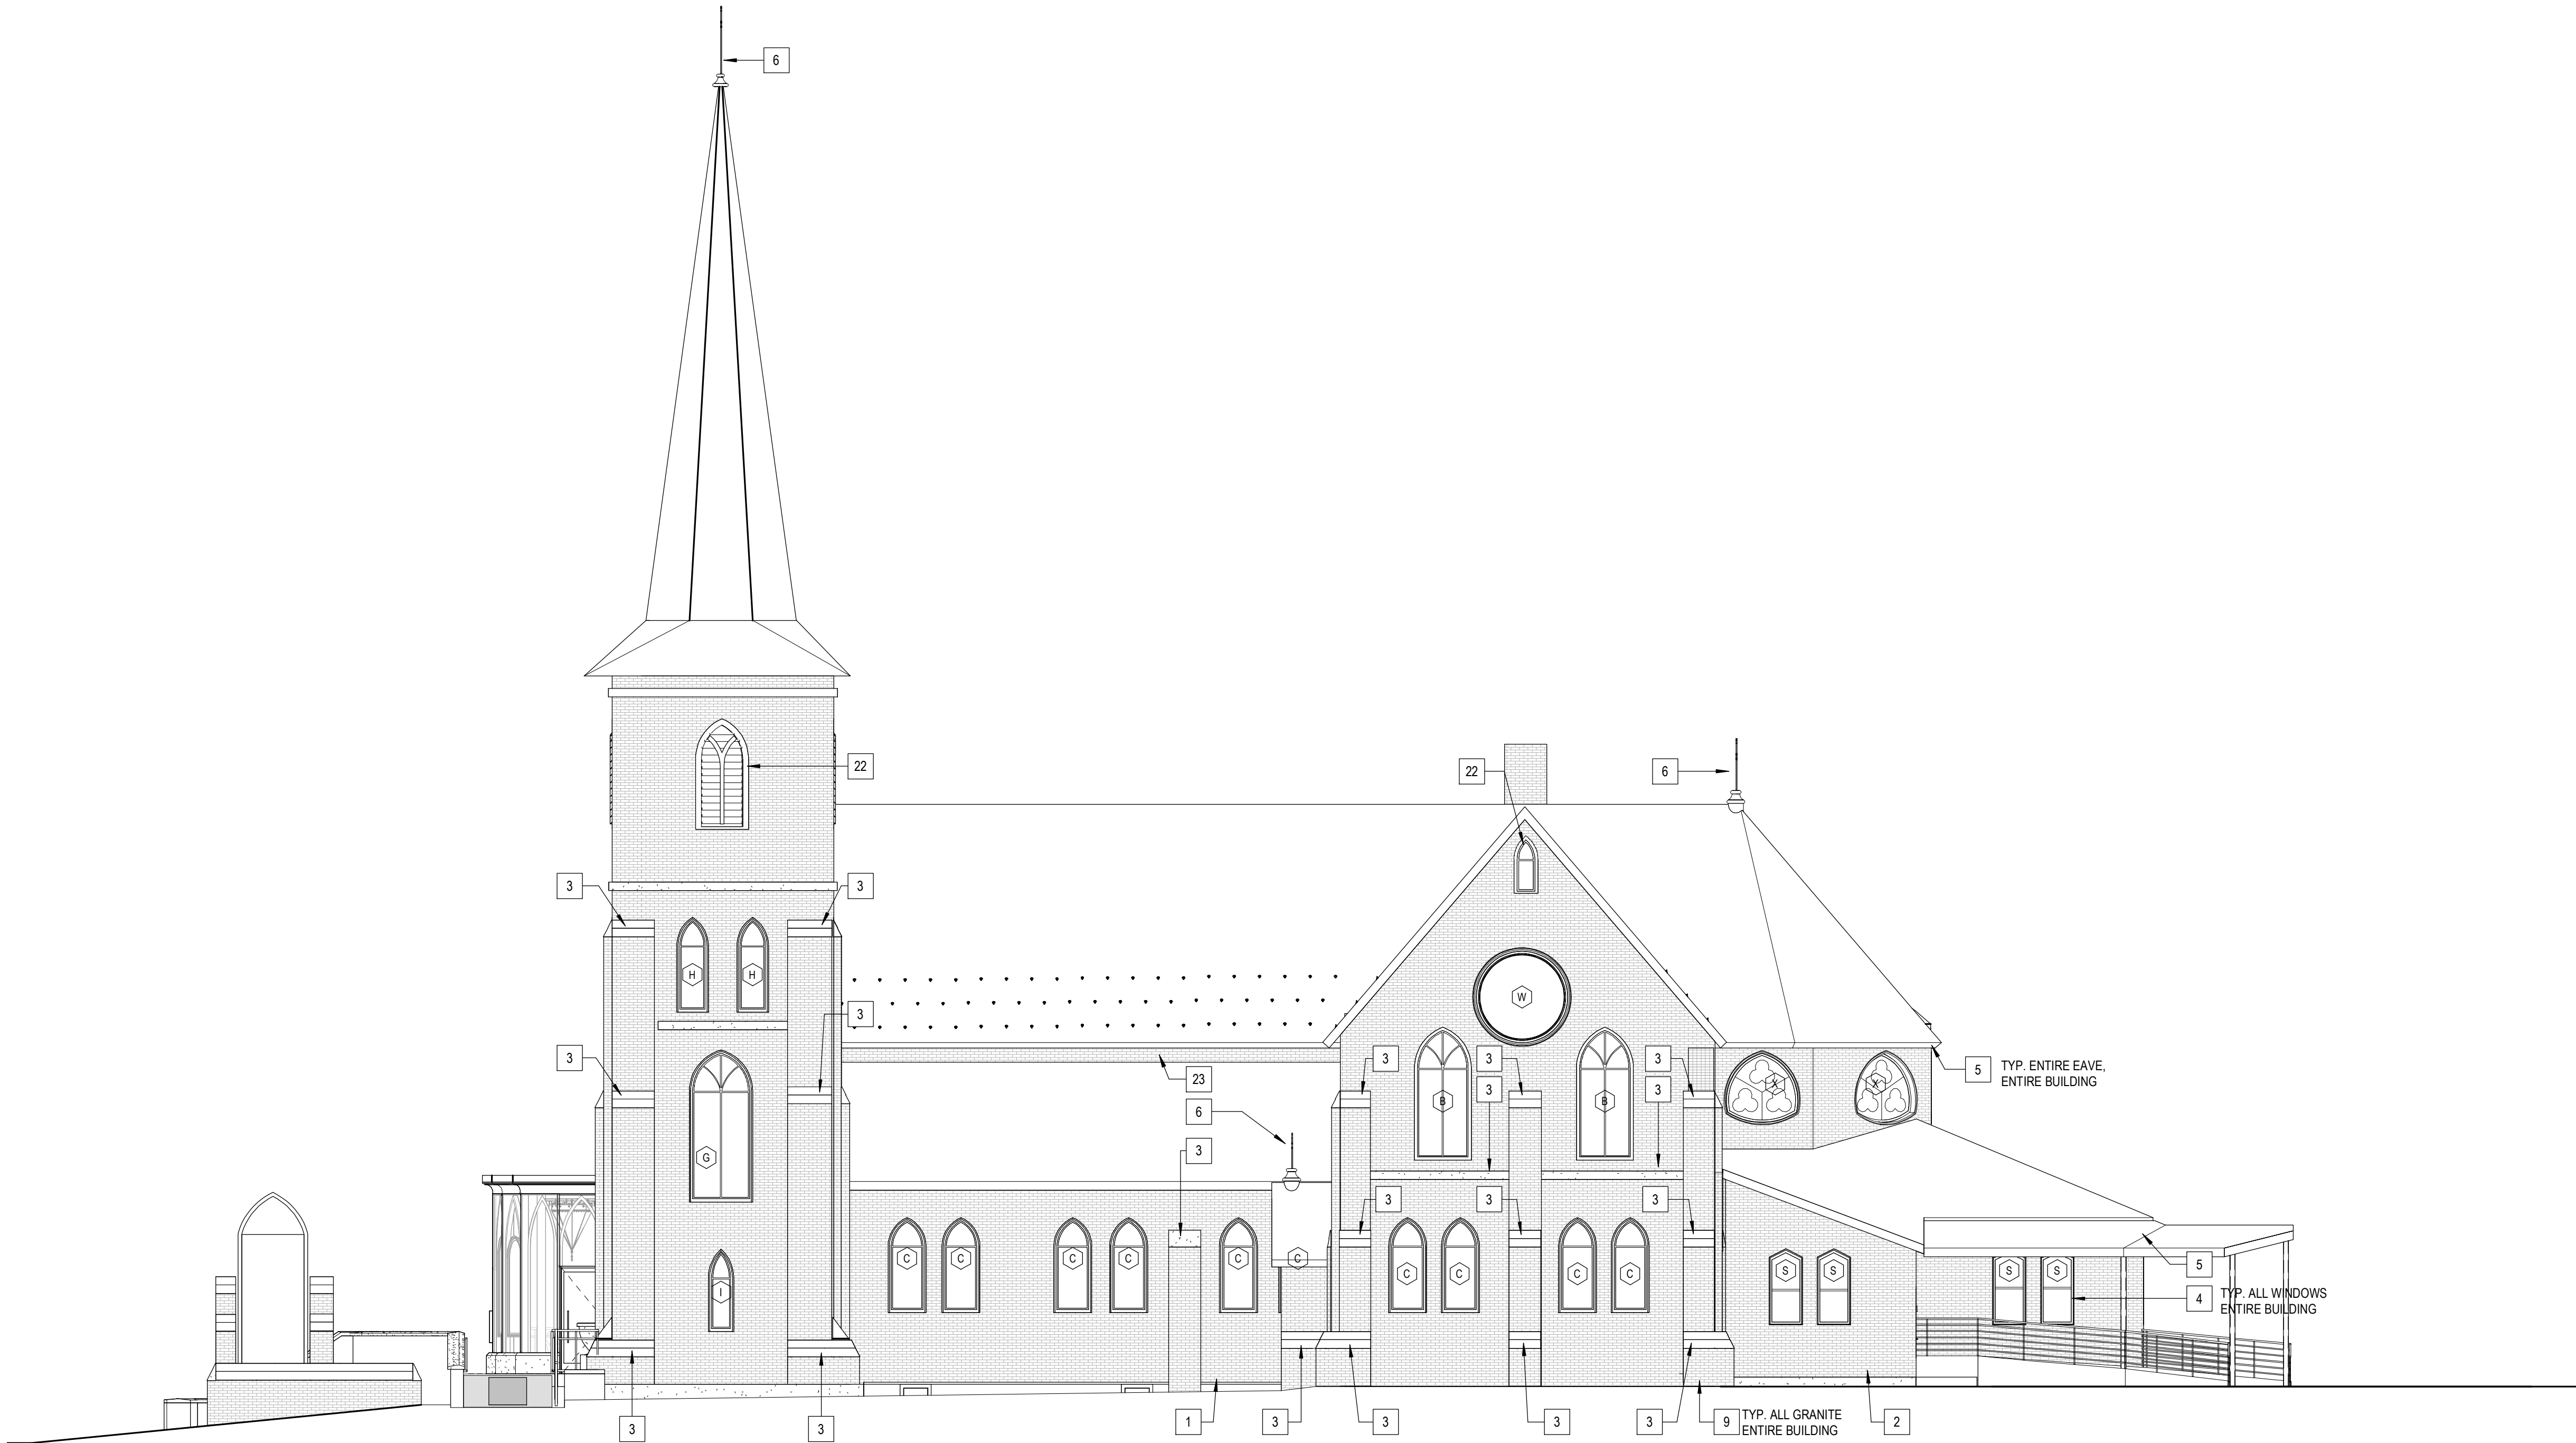 6
22
22
6
3
3
H
H
W
3
3
3
3
3
X
X
5
TYP. ENTIRE EAVE,
ENTIRE BUILDING
23
3
3
B
B
6
3
G
3
3
3
C
C
C
C
C
C
C
C
C
C
S
S
S
S
5
I
4
TYP. ALL WINDOWS
ENTIRE BUILDING
3
3
1
3
3
3
3
9
TYP. ALL GRANITE
ENTIRE BUILDING
2